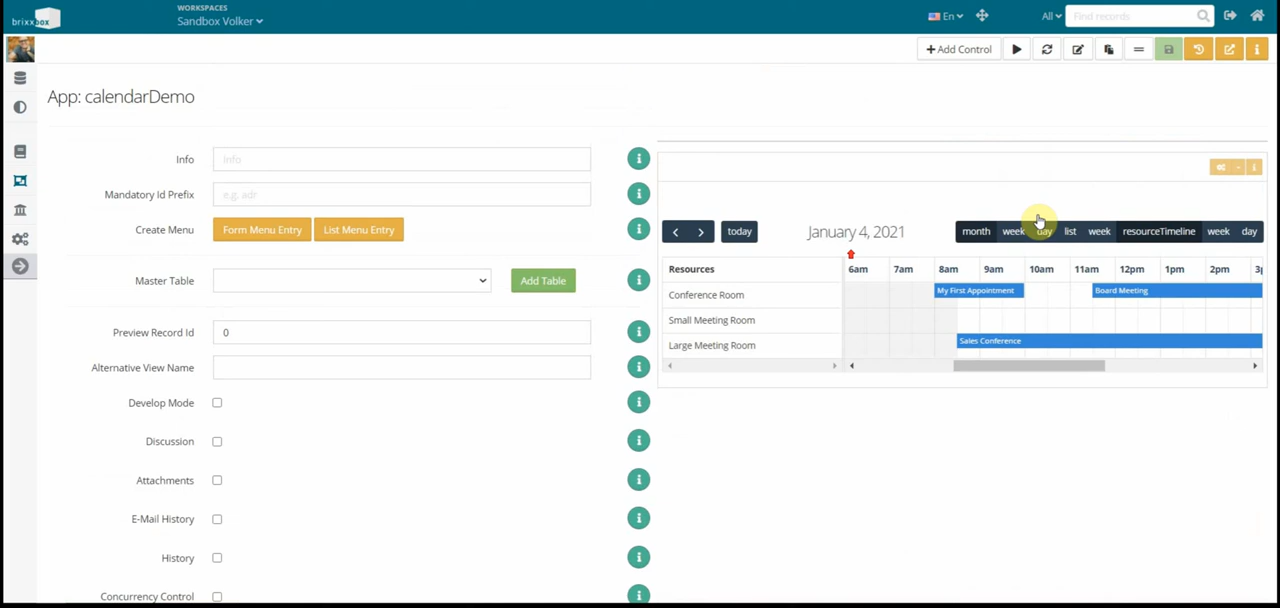 brixxbox
WORKSPACES
Sandbox Volker
En
All
Find records
Add Control
App: calendarDemo
Info
Info
Mandatory Id Prefix
e.g. adr
Create Menu
Form Menu Entry
List Menu Entry
Master Table
Add Table
Preview Record Id
0
Alternative View Name
Develop Mode
Discussion
Attachments
E-Mail History
History
Concurrency Control
today
January 4, 2021
month week day list week resourceTimeline week day
Resources
6am 7am 8am 9am 10am 11am 12pm 1pm 2pm
Conference Room
My First Appointment
Board Meeting
Small Meeting Room
Large Meeting Room
Sales Conference